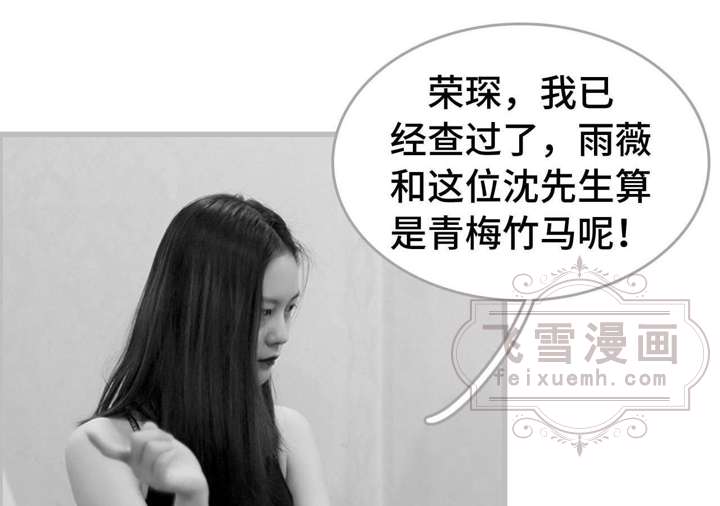 荣琛，我已
经查过了，雨薇
和这位沈先生算
是青梅竹马呢！
飞雪漫画
feixuemh.com